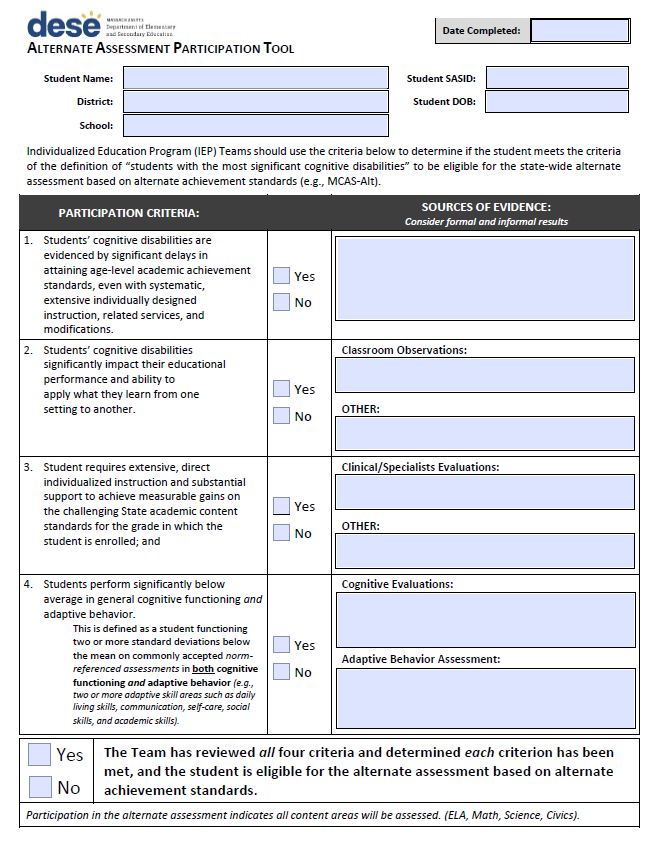 dese
MASSACHUSETTS
Department of Elementary
and Secondary Education
ALTERNATE ASSESSMENT PARTICIPATION TOOL
Date Completed:
Student Name:
Student SASID:
District:
Student DOB:
School:
Individualized Education Program (IEP) Teams should use the criteria below to determine if the student meets the criteria
of the definition of “students with the most significant cognitive disabilities” to be eligible for the state-wide alternate
assessment based on alternate achievement standards (e.g., MCAS-Alt).
PARTICIPATION CRITERIA:
SOURCES OF EVIDENCE:
Consider formal and informal results
1. Students’ cognitive disabilities are
evidenced by significant delays in
attaining age-level academic achievement
standards, even with systematic,
extensive individually designed
instruction, related services, and
modifications.
Yes
No
2. Students’ cognitive disabilities
significantly impact their educational
performance and ability to
apply what they learn from one
setting to another.
Yes
No
Classroom Observations:
OTHER:
3. Student requires extensive, direct
individualized instruction and substantial
support to achieve measurable gains on
the challenging State academic content
standards for the grade in which the
student is enrolled; and
Yes
No
Clinical/Specialists Evaluations:
OTHER:
4. Students perform significantly below
average in general cognitive functioning and
adaptive behavior.
This is defined as a student functioning
two or more standard deviations below
the mean on commonly accepted norm-
referenced assessments in both cognitive
functioning and adaptive behavior (e.g.,
two or more adaptive skill areas such as daily
living skills, communication, self-care, social
skills, and academic skills).
Yes
No
Cognitive Evaluations:
Adaptive Behavior Assessment:
Yes
No
The Team has reviewed all four criteria and determined each criterion has been
met, and the student is eligible for the alternate assessment based on alternate
achievement standards.
Participation in the alternate assessment indicates all content areas will be assessed. (ELA, Math, Science, Civics).